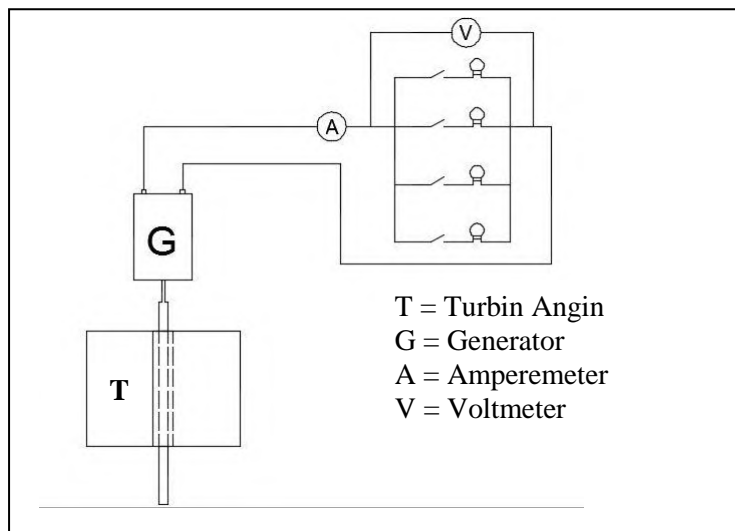 V
A
G
T = Turbin Angin
G = Generator
A = Amperemeter
T
V = Voltmeter